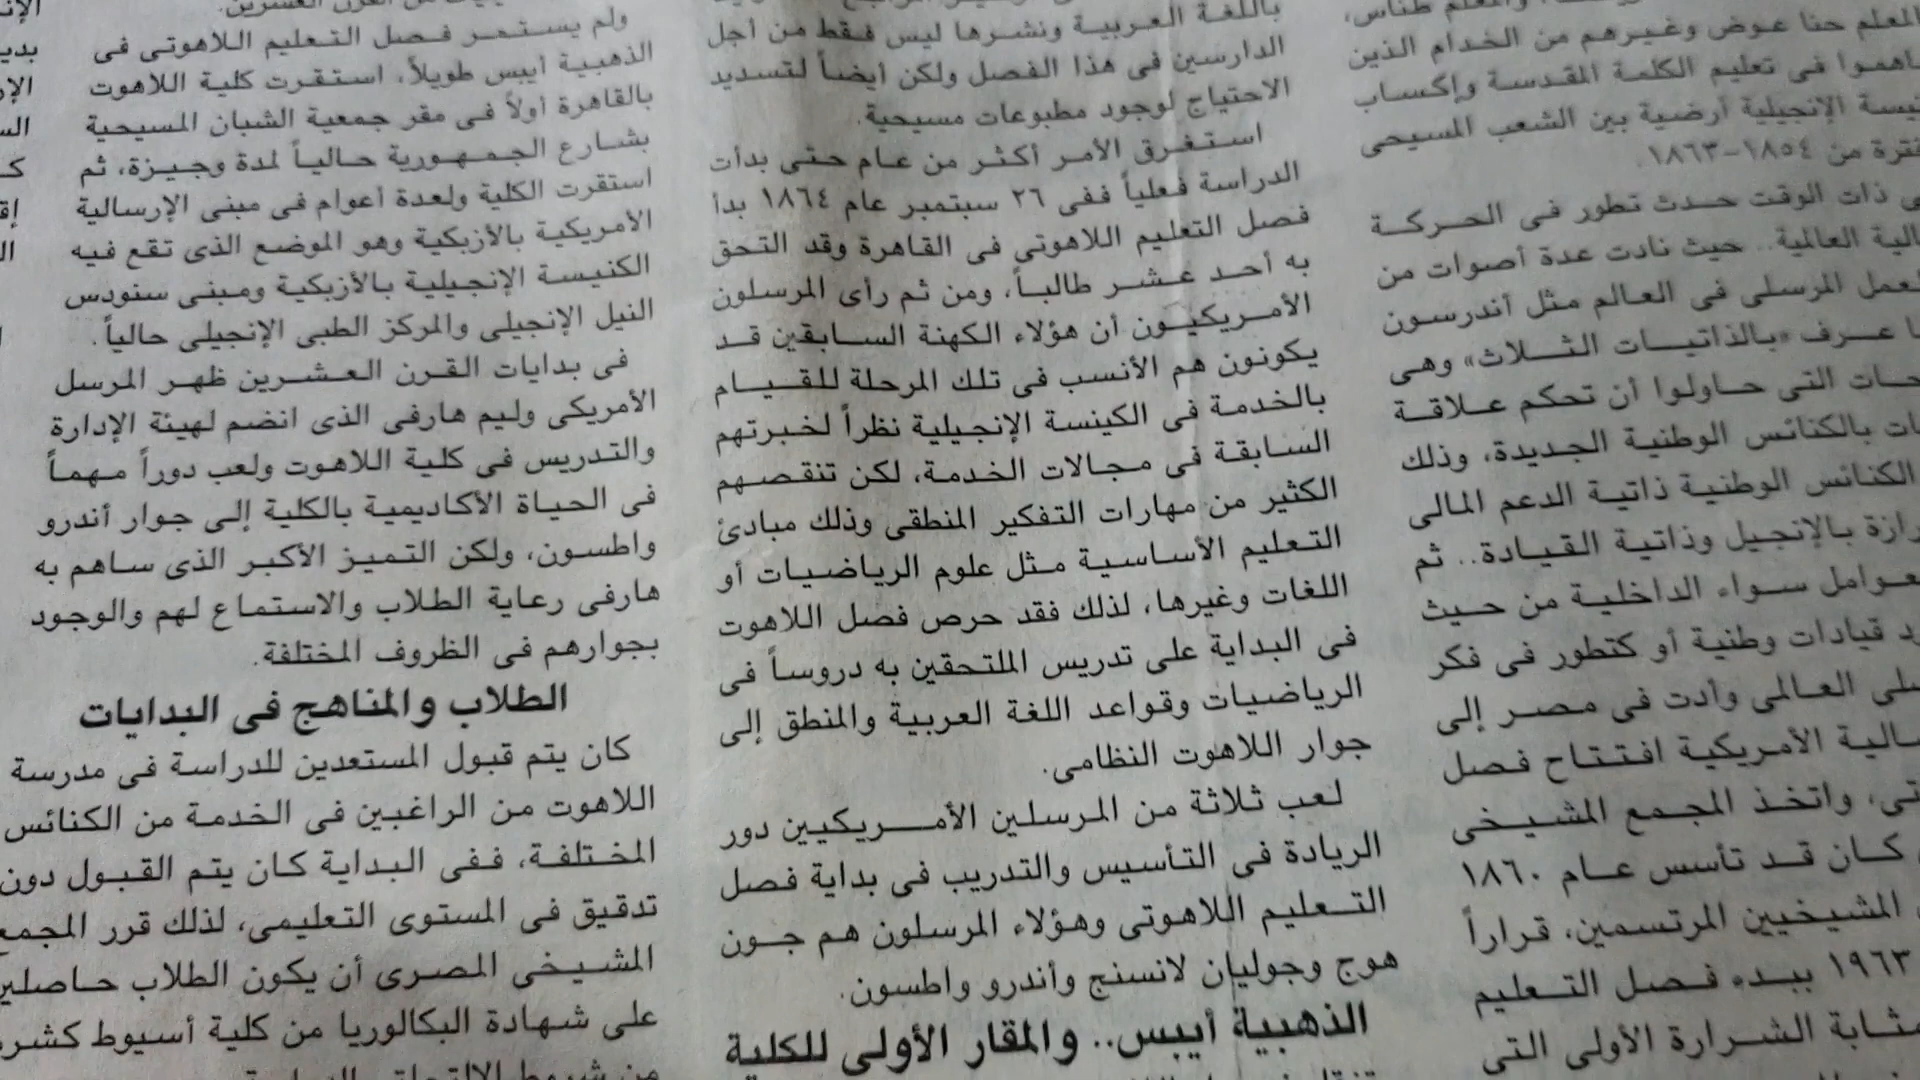 والمعلم طناس،
المعلم حنا عوض وغيرهم من الخدام الذين
اهموا فى تعليم الكلمة المقدسة وإكساب
يسة الإنجيلية أرضية بين الشعب المسيحى
فترة من ١٨٥٤-١٨٦٣.
ى ذات الوقت حدث تطور فى الحركة
الية العالمية.. حيث نادت عدة أصوات من
لعمل المرسلى فى العالم مثل أندرسون
ا عرف «بالذاتيات الثلاث» وهى
حات التى حاولوا أن تحكم علاقة
ات بالكنائس الوطنية الجديدة، وذلك
الكنائس الوطنية ذاتية الدعم المالى
رازة بالإنجيل وذاتية القيادة.. ثم
عوامل سواء الداخلية من حيث
د قيادات وطنية أو كتطور فى فكر
سلى العالمى وأدت فى مصر إلى
سالية الأمريكية افتتاح فصل
تى، واتخذ المجمع المشيخى
كان قد تأسس عام ١٨٦٠
المشيخيين المرتسمين، قراراً
١٩٦٣ ببدء فصل التعليم
مثابة الشرارة الأولى التى
باللغة العربية ونشرها ليس فقط من أجل
الدارسين فى هذا الفصل ولكن أيضاً لتسديد
الاحتياج لوجود مطبوعات مسيحية.
استغرق الأمر أكثر من عام حتى بدأت
الدراسة فعلياً ففى ٢٦ سبتمبر عام ١٨٦٤ بدأ
فصل التعليم اللاهوتى فى القاهرة وقد التحق
به أحد عشر طالباً، ومن ثم رأى المرسلون
الأمريكيون أن هؤلاء الكهنة السابقين قد
يكونون هم الأنسب فى تلك المرحلة للقيام
بالخدمة فى الكينسة الإنجيلية نظراً لخبرتهم
السابقة فى مجالات الخدمة، لكن تنقصهم
الكثير من مهارات التفكير المنطقى وذلك مبادئ
التعليم الأساسية مثل علوم الرياضيات أو
اللغات وغيرها، لذلك فقد حرص فصل اللاهوت
فى البداية على تدريس الملتحقين به دروساً فى
الرياضيات وقواعد اللغة العربية والمنطق إلى
جوار اللاهوت النظامى.
لعب ثلاثة من المرسلين الأمريكيين دور
الريادة فى التأسيس والتدريب فى بداية فصل
التعليم اللاهوتى وهؤلاء المرسلون هم جون
هوج وجوليان لانسنج وأندرو واطسون.
الذهبية أيبس.. والمقار الأولى للكلية
ولم يستمر فصل التعليم اللاهوتى فى
الذهبية أيبس طويلاً، استقرت كلية اللاهوت
بالقاهرة أولاً فى مقر جمعية الشبان المسيحية
بشارع الجمهورية حالياً لمدة وجيزة، ثم
استقرت الكلية ولعدة أعوام فى مبنى الإرسالية
الأمريكية بالأزبكية وهو الموضع الذى تقع فيه
الكنيسة الإنجيلية بالأزبكية ومبنى سنودس
النيل الإنجيلى والمركز الطبى الإنجيلى حالياً.
فى بدايات القرن العشرين ظهر المرسل
الأمريكى وليم هارفى الذى انضم لهيئة الإدارة
والتدريس فى كلية اللاهوت ولعب دوراً مهماً
فى الحياة الأكاديمية بالكلية إلى جوار أندرو
واطسون، ولكن التميز الأكبر الذى ساهم به
هارفى رعاية الطلاب والاستماع لهم والوجود
بجوارهم فى الظروف المختلفة.
الطلاب والمناهج فى البدايات
كان يتم قبول المستعدين للدراسة فى مدرسة
اللاهوت من الراغبين فى الخدمة من الكنائس
المختلفة، ففى البداية كان يتم القبول دون
تدقيق فى المستوى التعليمى، لذلك قرر المجمع
المشيخى المصرى أن يكون الطلاب حاصلين
على شهادة البكالوريا من كلية أسيوط كشرط